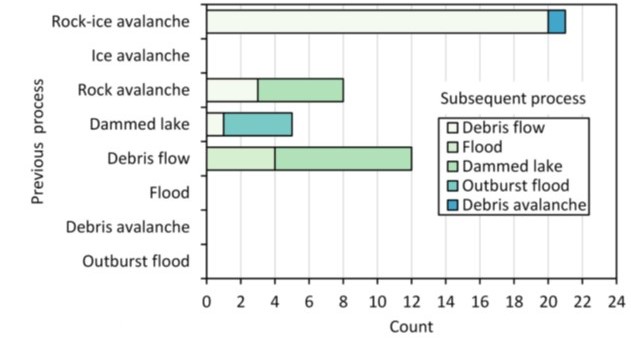 Rock-ice avalanche
Ice avalanche
Rock avalanche
Dammed lake
Debris flow
Flood
Debris avalanche
Outburst flood
Previous process
Subsequent process
Debris flow
Flood
Dammed lake
Outburst flood
Debris avalanche
0 2 4 6 8 10 12 14 16 18 20 22 24
Count